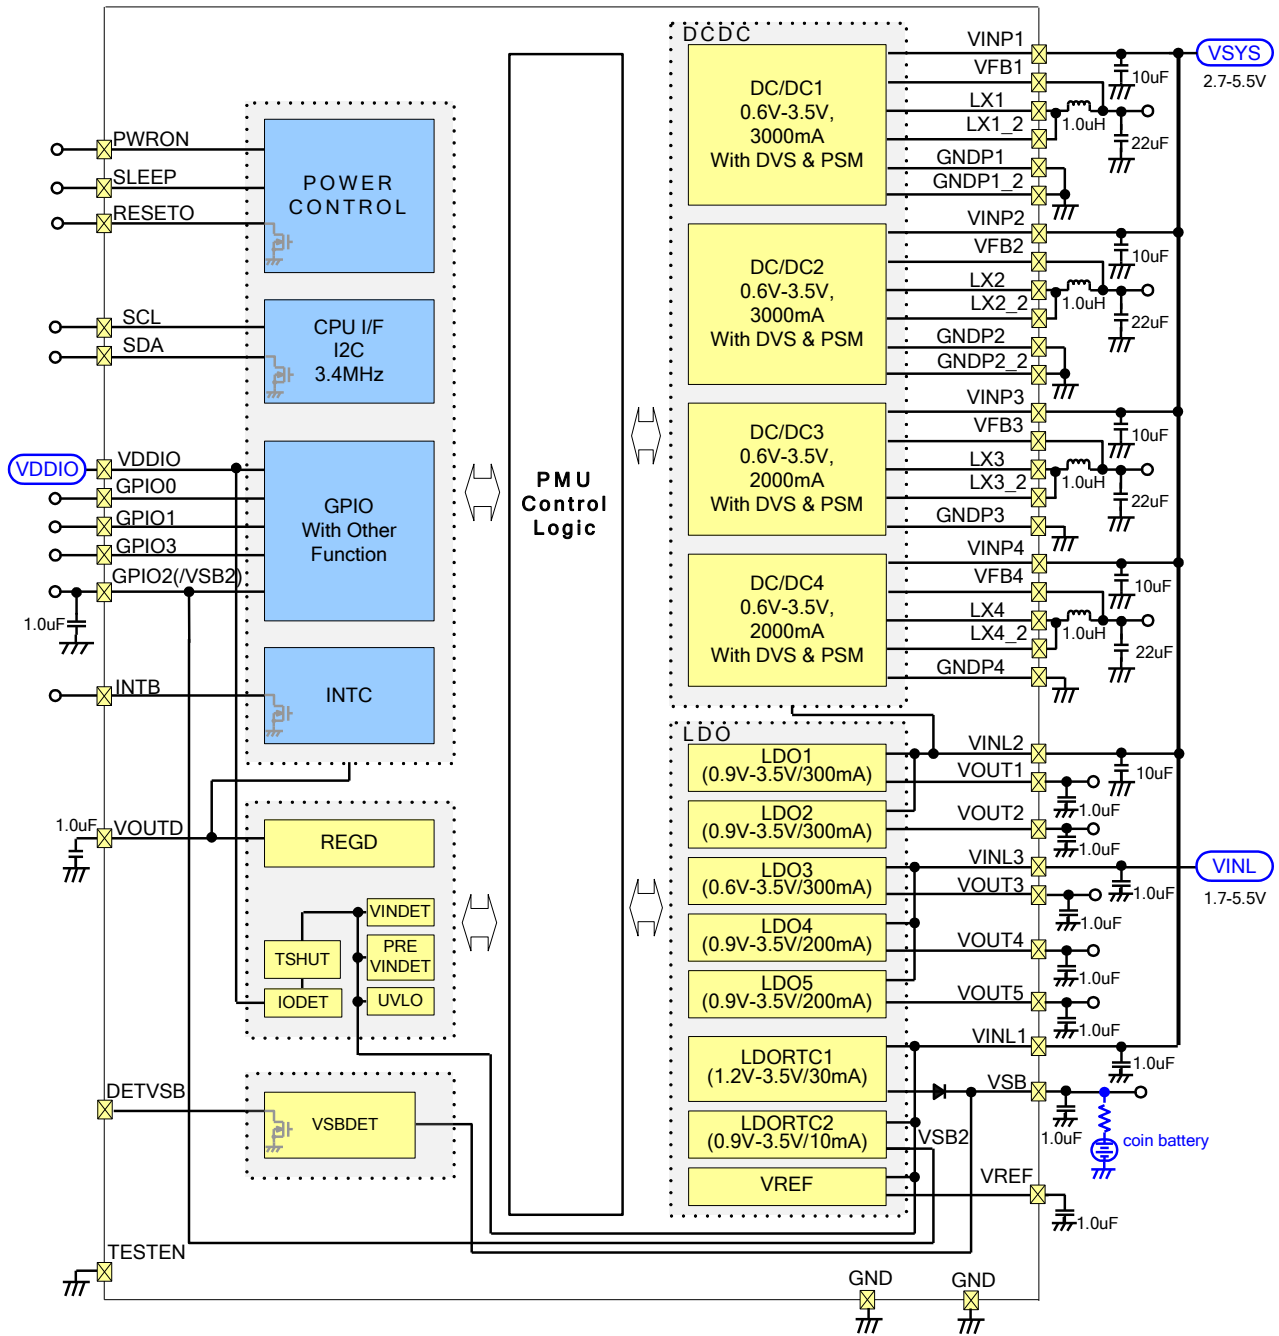 PWRON
SLEEP
RESETO
POWER
CONTROL
SCL
SDA
CPU I/F
I2C
3.4MHz
VDDIO
VDDIO
GPIO0
GPIO1
GPIO3
GPIO2(/VSB2)
1.0uF
GPIO
With Other
Function
INTB
INTC
1.0uF
VOUTD
REGD
VINDET
TSHUT
PRE
VINDET
IODET
UVLO
DETVSB
VSBDET
TESTEN
PMU
Control
Logic
DCDC
DC/DC1
0.6V-3.5V,
3000mA
With DVS & PSM
VINP1
VFB1
LX1
LX1_2
GNDP1
GNDP1_2
10uF
1.0uH
22uF
VSYS
2.7-5.5V
DC/DC2
0.6V-3.5V,
3000mA
With DVS & PSM
VINP2
VFB2
LX2
LX2_2
GNDP2
GNDP2_2
10uF
1.0uH
22uF
DC/DC3
0.6V-3.5V,
2000mA
With DVS & PSM
VINP3
VFB3
LX3
LX3_2
GNDP3
10uF
1.0uH
22uF
DC/DC4
0.6V-3.5V,
2000mA
With DVS & PSM
VINP4
VFB4
LX4
LX4_2
GNDP4
10uF
1.0uH
22uF
LDO
LDO1
(0.9V-3.5V/300mA)
VINL2
VOUT1
10uF
1.0uF
LDO2
(0.9V-3.5V/300mA)
VOUT2
1.0uF
LDO3
(0.6V-3.5V/300mA)
VINL3
VOUT3
1.0uF
1.0uF
VINL
1.7-5.5V
LDO4
(0.9V-3.5V/200mA)
VOUT4
1.0uF
LDO5
(0.9V-3.5V/200mA)
VOUT5
1.0uF
LDORTC1
(1.2V-3.5V/30mA)
VINL1
1.0uF
VSB
1.0uF
coin battery
LDORTC2
(0.9V-3.5V/10mA)
VSB2
VREF
VREF
1.0uF
GND
GND